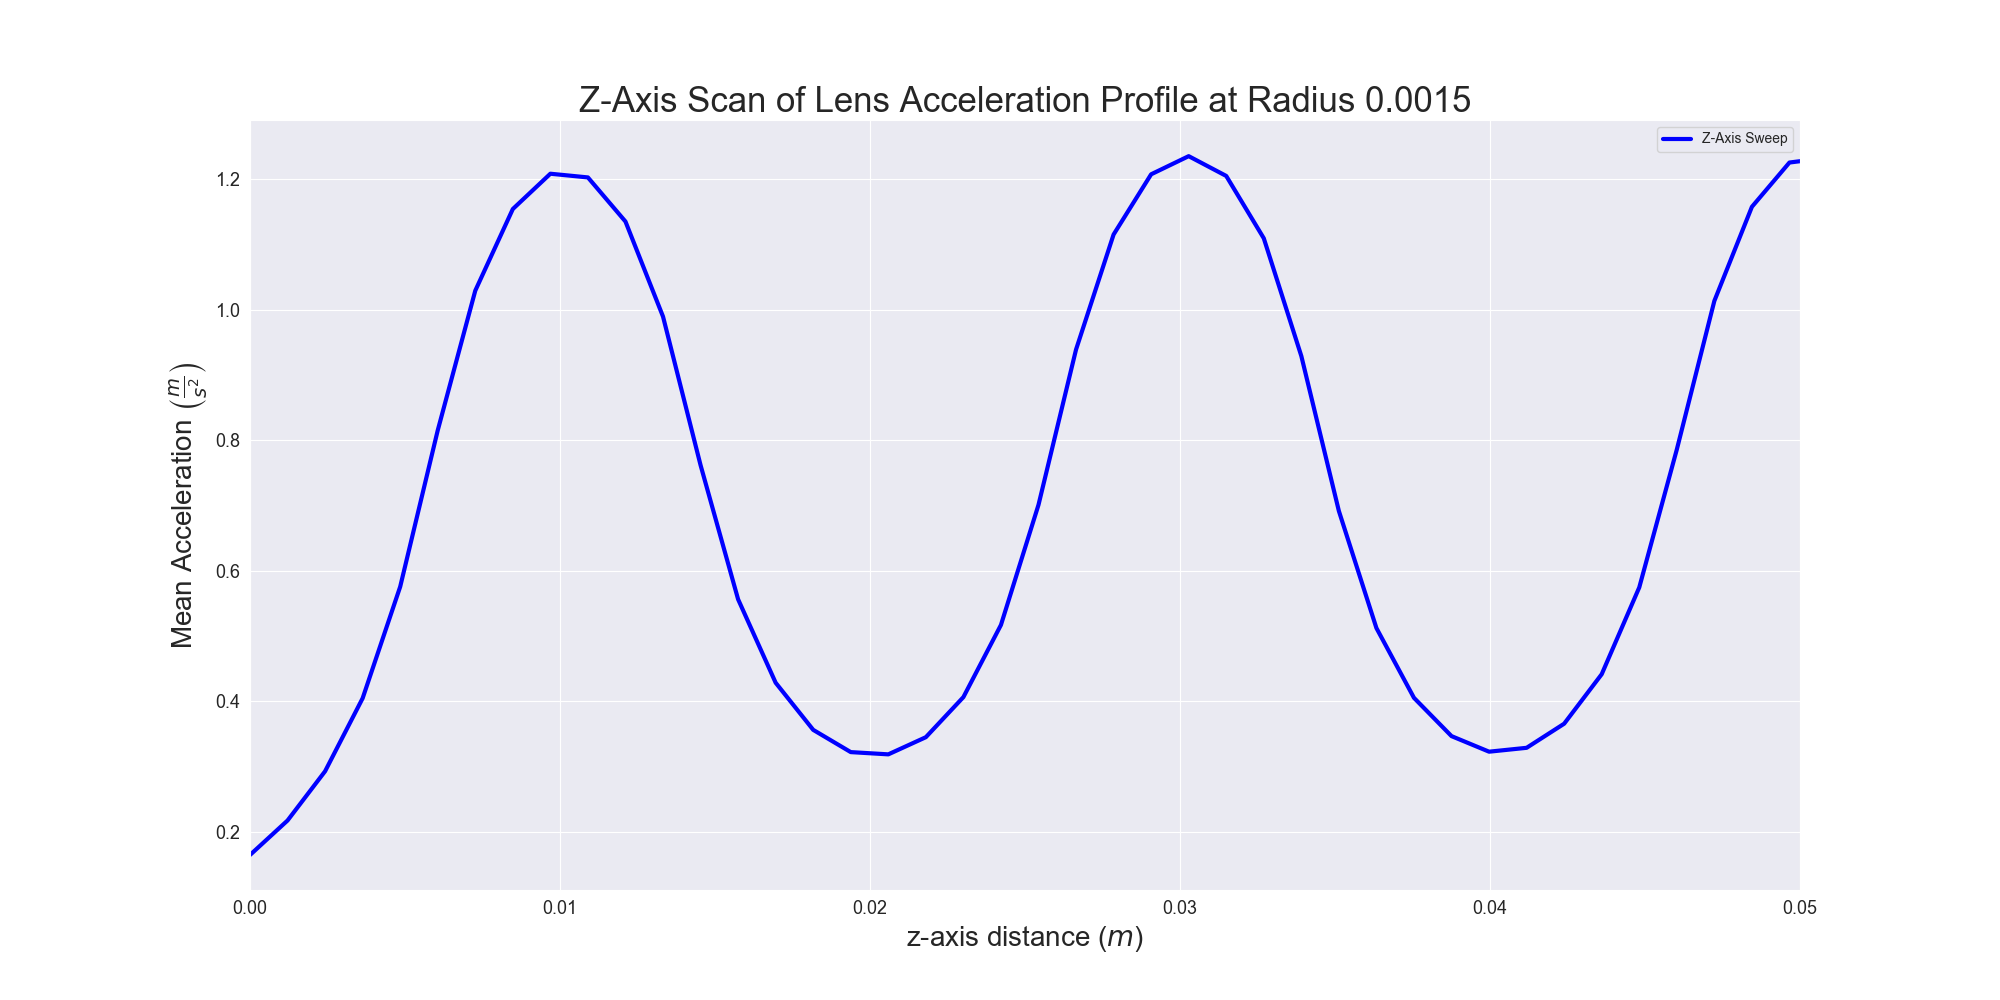 Z-Axis Scan of Lens Acceleration Profile at Radius 0.0015
Z-Axis Sweep
Mean Acceleration (m/s²)
1.2
1.0
0.8
0.6
0.4
0.2
0.00 0.01 0.02 0.03 0.04 0.05
z-axis distance (m)